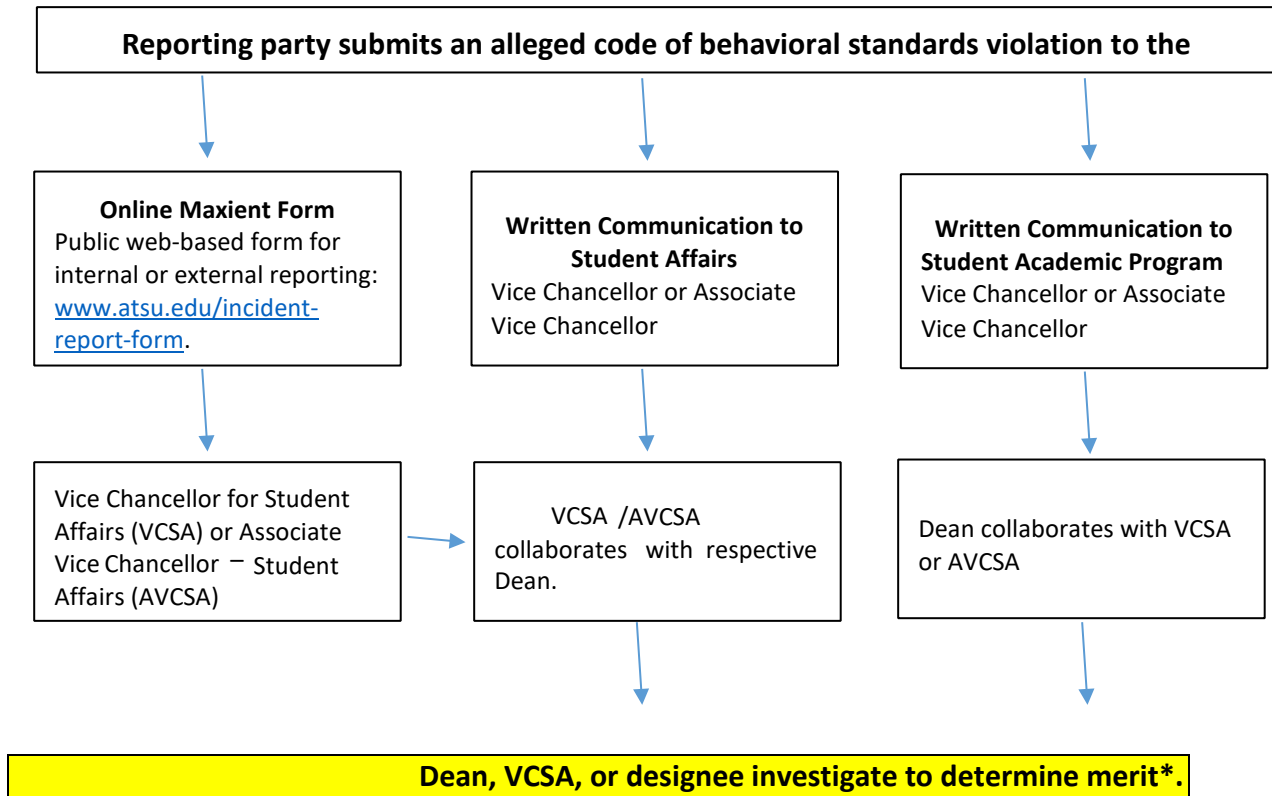 Reporting party submits an alleged code of behavioral standards violation to the
Online Maxient Form
Public web-based form for
internal or external reporting:
www.atsu.edu/incident-
report-form.
Written Communication to
Student Affairs
Vice Chancellor or Associate
Vice Chancellor
Written Communication to
Student Academic Program
Vice Chancellor or Associate
Vice Chancellor
Vice Chancellor for Student
Affairs (VCSA) or Associate
Vice Chancellor – Student
Affairs (AVCSA)
VCSA /AVCSA
collaborates with respective
Dean.
Dean collaborates with VCSA
or AVCSA
Dean, VCSA, or designee investigate to determine merit*.